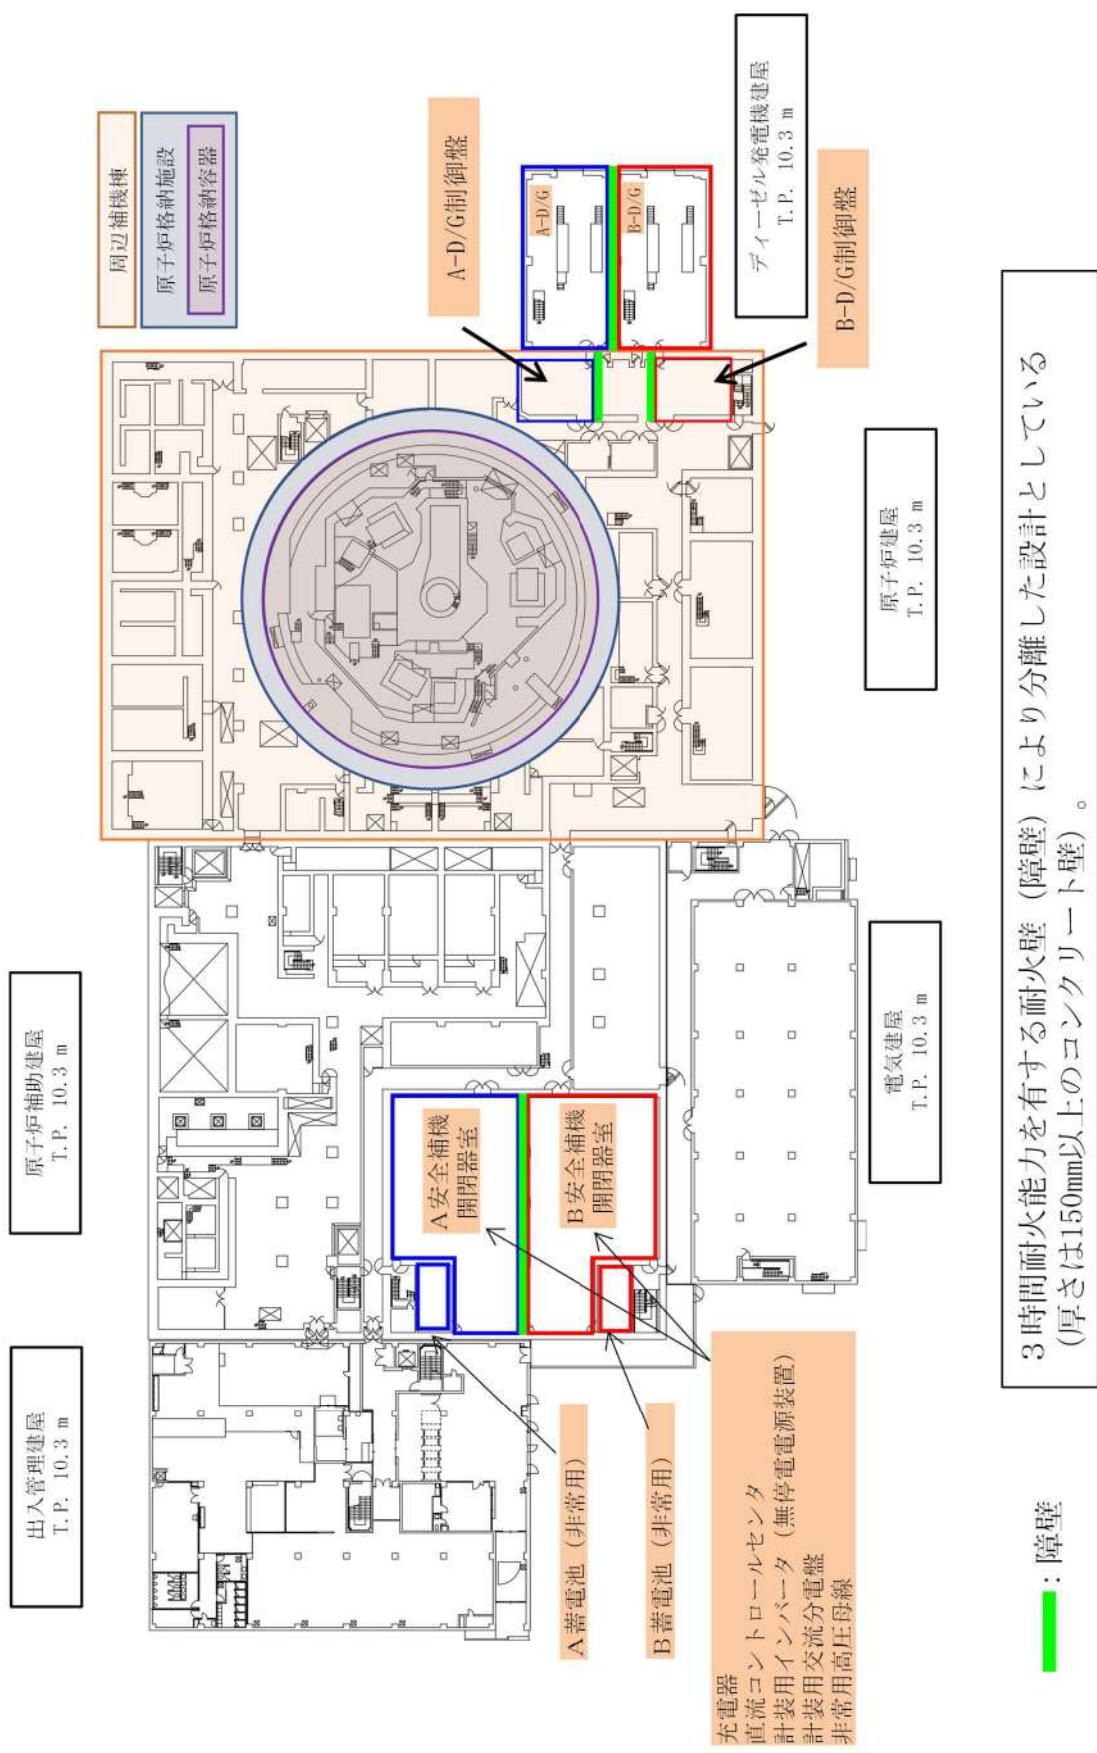 出入管理建屋
T.P. 10.3 m
原子炉補助建屋
T.P. 10.3 m
周辺補機棟
原子炉格納施設
原子炉格納容器
A-D/G制御盤
A-D/G
B-D/G
ディーゼル発電機建屋
T.P. 10.3 m
B-D/G制御盤
A安全補機
開閉器室
B安全補機
開閉器室
A蓄電池（非常用）
B蓄電池（非常用）
充電器
直流コントロールセンタ
計装用インバータ（無停電電源装置）
計装用交流分電盤
非常用高圧母線
電気建屋
T.P. 10.3 m
原子炉建屋
T.P. 10.3 m
：障壁
3時間耐火能力を有する耐火壁（障壁）により分離した設計としている
（厚さは150mm以上のコンクリート壁）。